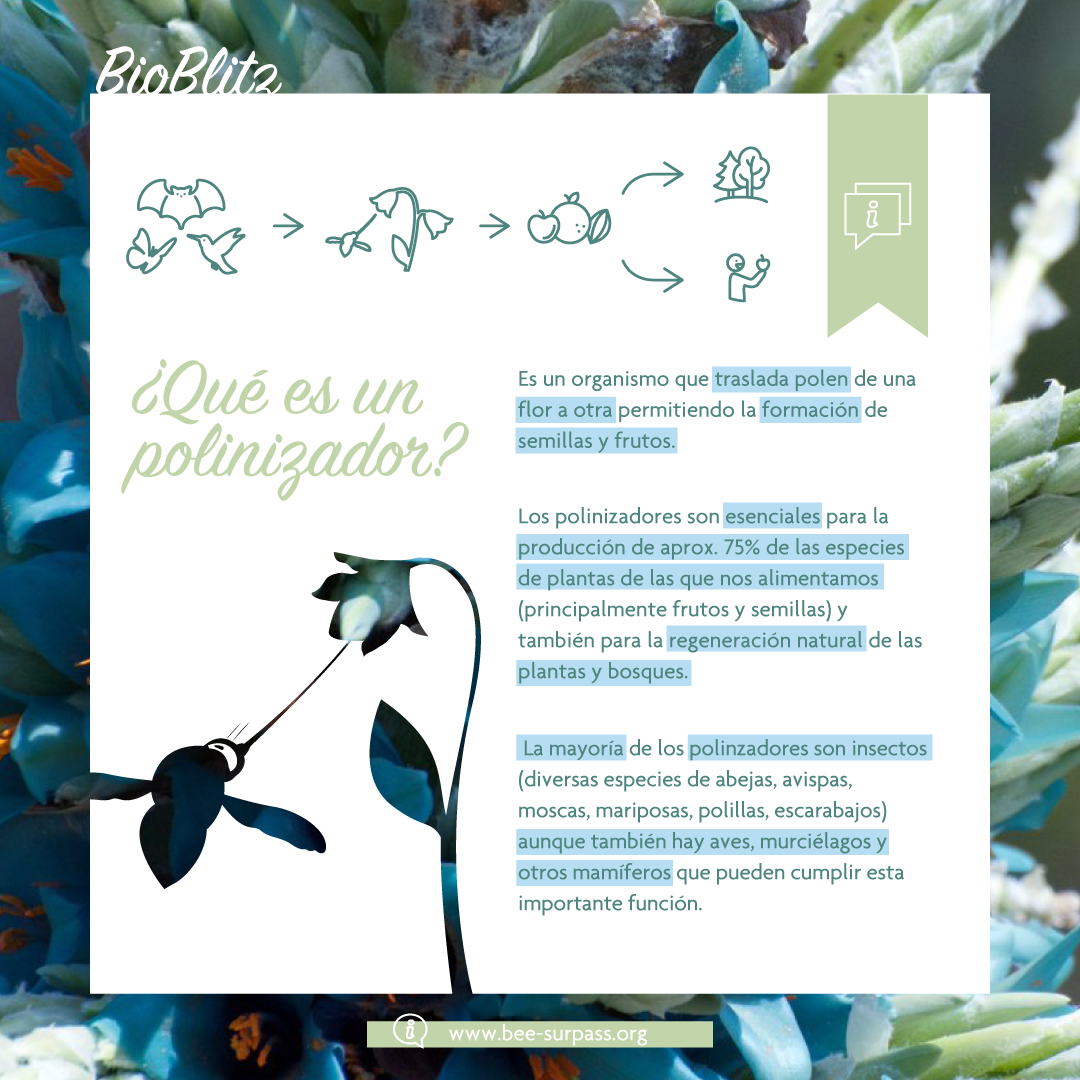 BioBlitz
i
¿Qué es un
polinizador?
Es un organismo que traslada polen de una
flor a otra permitiendo la formación de
semillas y frutos.
Los polinizadores son esenciales para la
producción de aprox. 75% de las especies
de plantas de las que nos alimentamos
(principalmente frutos y semillas) y
también para la regeneración natural de las
plantas y bosques.
La mayoría de los polinzadores son insectos
(diversas especies de abejas, avispas,
moscas, mariposas, polillas, escarabajos)
aunque también hay aves, murciélagos y
otros mamíferos que pueden cumplir esta
importante función.
i www.bee-surpass.org